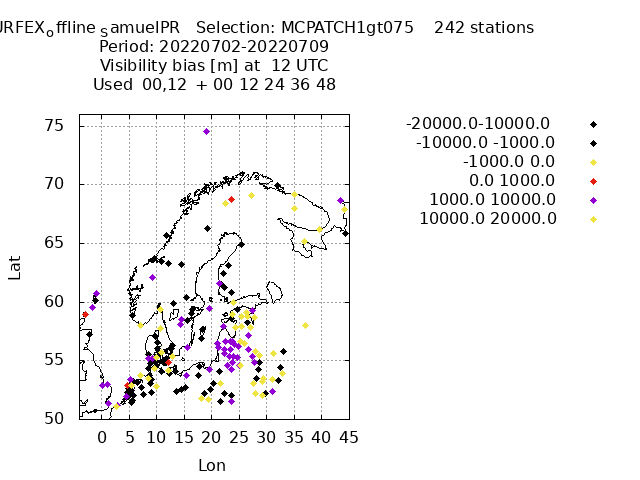 URFEXoffline samuelPR   Selection: MCPATCH1gt075    242 stations
Period: 20220702-20220709
Visibility bias [m] at  12 UTC
Used  00,12  + 00 12 24 36 48
-20000.0-10000.0
-10000.0 -1000.0
-1000.0 0.0
0.0 1000.0
1000.0 10000.0
10000.0 20000.0
75
70
65
60
55
50
Lat
0 5 10 15 20 25 30 35 40 45
Lon